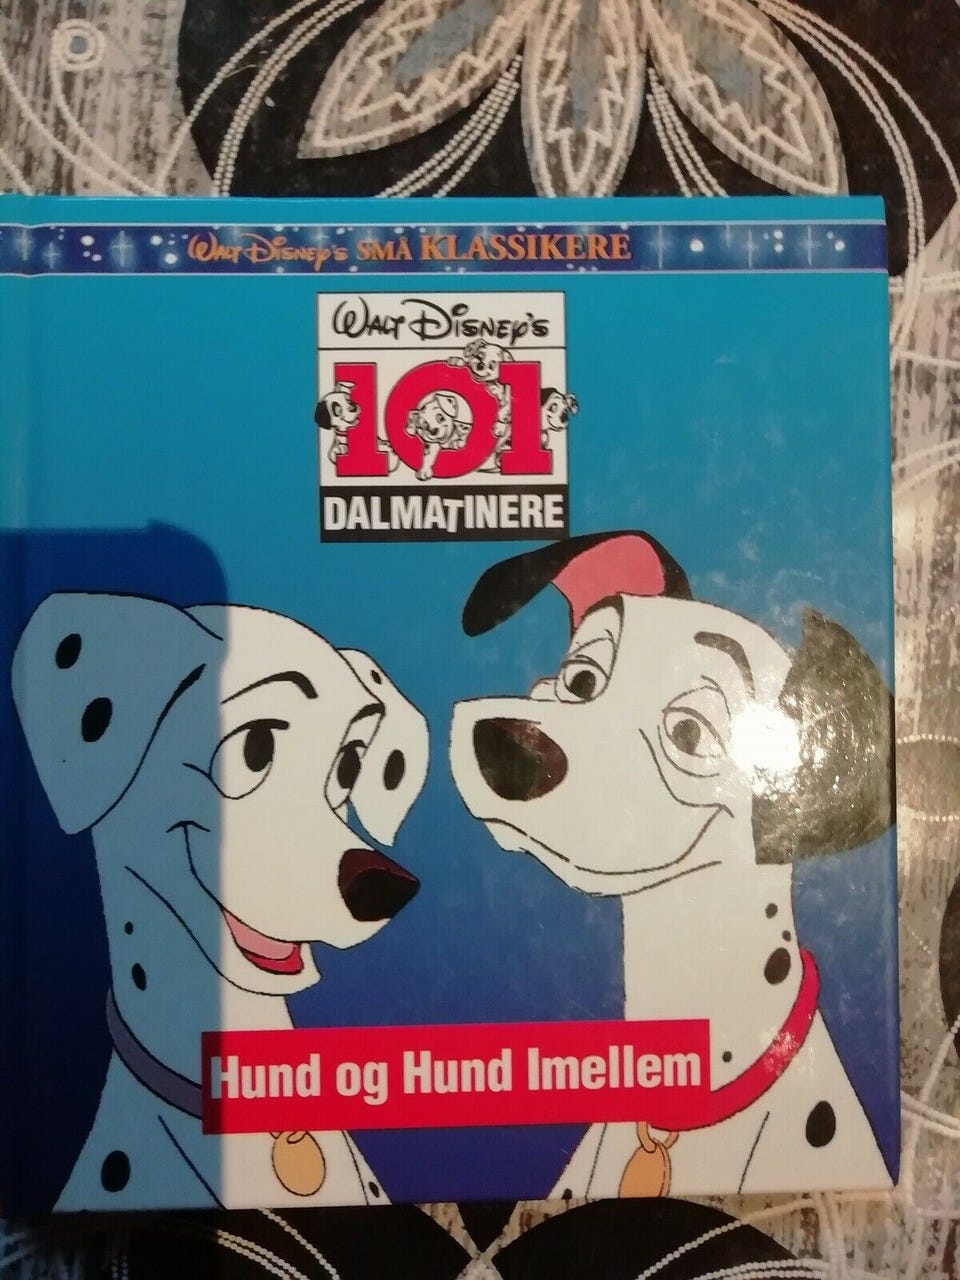 Walt Disney's SMÅ KLASSIKERE
Walt Disney's
101
DALMATINERE
Hund og Hund Imellem